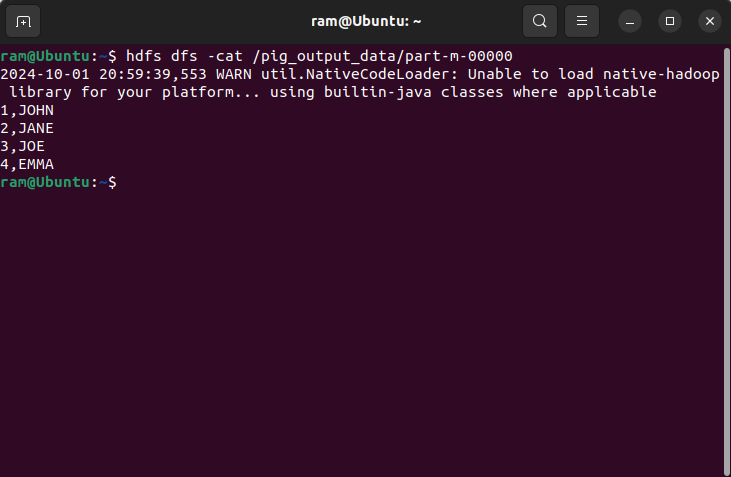 ram@Ubuntu: ~
ram@Ubuntu:~$ hdfs dfs -cat /pig_output_data/part-m-00000
2024-10-01 20:59:39,553 WARN util.NativeCodeLoader: Unable to load native-hadoop
 library for your platform... using builtin-java classes where applicable
1,JOHN
2,JANE
3,JOE
4,EMMA
ram@Ubuntu:~$